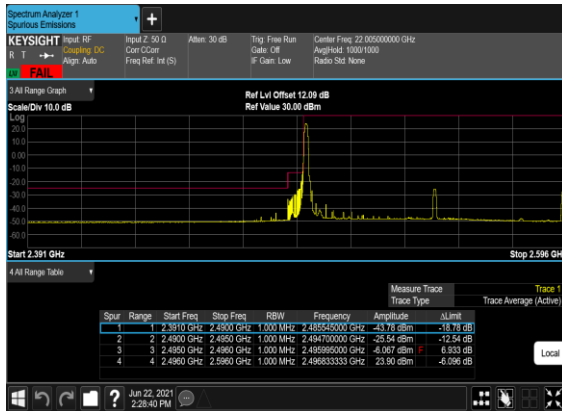 Spectrum Analyzer 1
Spurious Emissions
KEYSIGHT Input: RF Input Z: 50 Ω Atten: 30 dB Trig: Free Run Center Freq: 22.005000000 GHz
R T Coupling: DC Corr CCorr Gate: Off Avg|Hold: 1000/1000
Align: Auto Freq Ref: Int (S) IF Gain: Low Radio Std: None
LW FAIL
3 All Range Graph
Ref Lvl Offset 12.09 dB
Scale/Div 10.0 dB Ref Value 30.00 dBm
Log
20.0
10.0
0.00
-10.0
-20.0
-30.0
-40.0
-50.0
-60.0
Start 2.391 GHz Stop 2.596 GH
4 All Range Table
Measure Trace Trace 1
Trace Type Trace Average (Active)
Spur Range Start Freq Stop Freq RBW Frequency Amplitude ΔLimit
1 1 2.3910 GHz 2.4900 GHz 1.000 MHz 2.485545000 GHz -43.78 dBm -18.78 dB
2 2 2.4900 GHz 2.4950 GHz 1.000 MHz 2.494700000 GHz -25.54 dBm -12.54 dB
3 3 2.4950 GHz 2.4960 GHz 1.000 MHz 2.495995000 GHz -6.067 dBm F 6.933 dB
4 4 2.4960 GHz 2.5960 GHz 1.000 MHz 2.496833333 GHz 23.90 dBm -6.096 dB
Local
Jun 22, 2021
2:28:40 PM